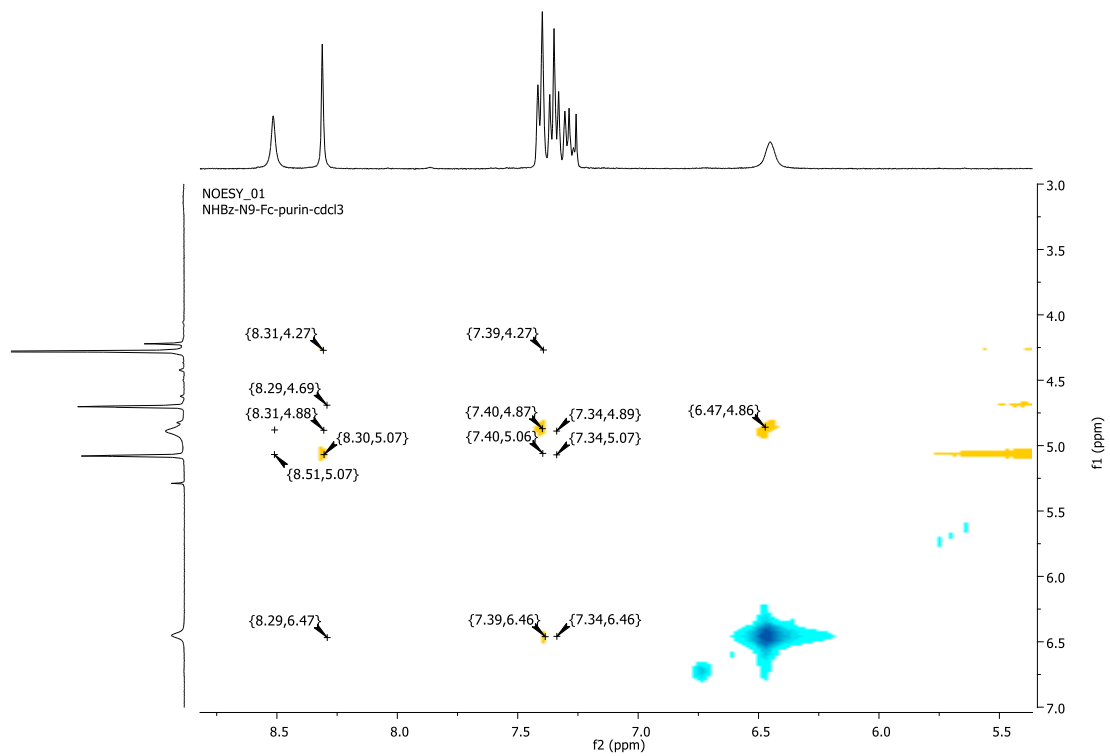 NOESY_01
NHBz-N9-Fc-purin-cdcl3
3.0
3.5
{8.31,4.27} {7.39,4.27}
4.0
{8.29,4.69}
4.5
{8.31,4.88} {7.40,4.87} {7.34,4.89} {6.47,4.86}
{8.30,5.07} {7.40,5.06} {7.34,5.07}
5.0
{8.51,5.07}
f1 (ppm)
5.5
6.0
{8.29,6.47} {7.39,6.46} {7.34,6.46}
6.5
7.0
8.5 8.0 7.5 7.0 6.5 6.0 5.5
f2 (ppm)